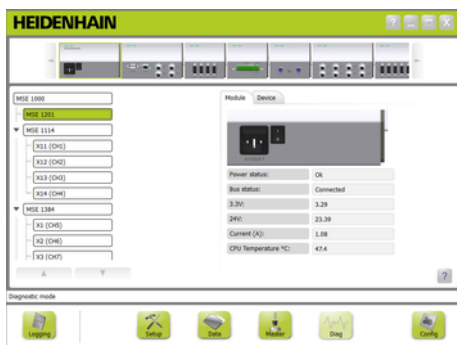 HEIDENHAIN
MSE 1000
MSE 1201
MSE 1114
X11 (CH1)
X12 (CH2)
X13 (CH3)
X14 (CH4)
MSE 1384
X1 (CH5)
X2 (CH6)
X3 (CH7)
Module Device
Power status: Ok
Bus status: Connected
3.3V: 3.29
24V: 23.39
Current (A): 1.08
CPU Temperature °C: 47.4
?
Diagnostic mode
Logging Setup Data Master Diag Config